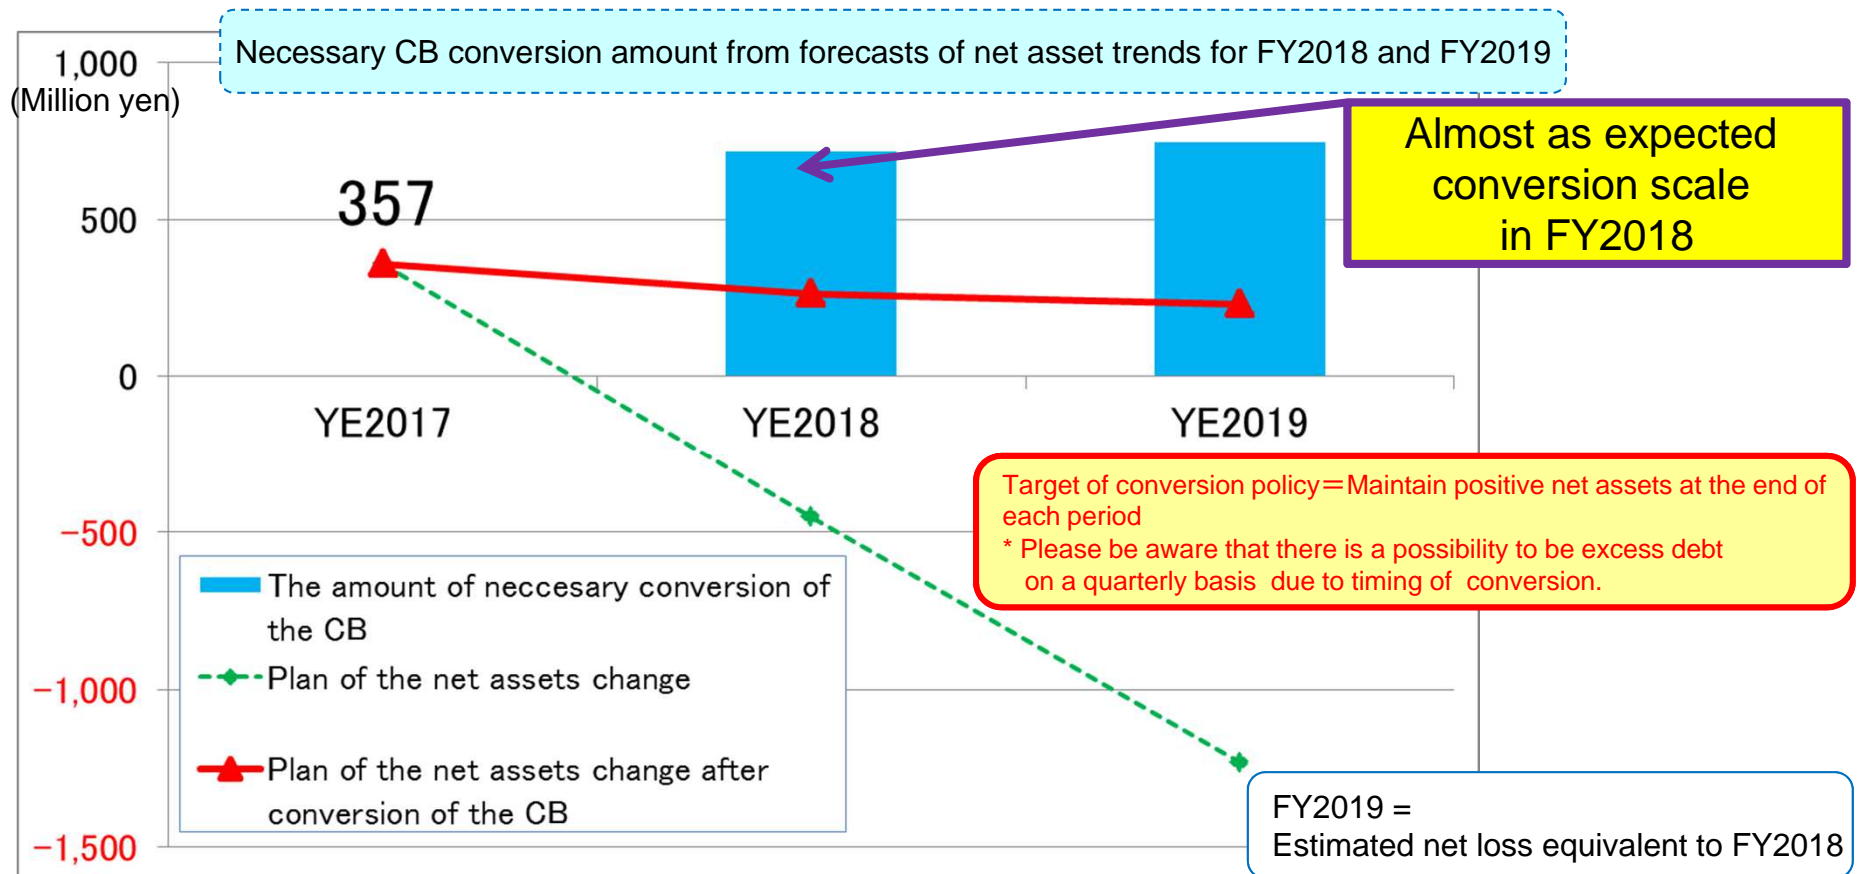 Necessary CB conversion amount from forecasts of net asset trends for FY2018 and FY2019
1,000
(Million yen)
Almost as expected
conversion scale
in FY2018
357
500
0
YE2017
YE2018
YE2019
Target of conversion policy＝Maintain positive net assets at the end of
each period
* Please be aware that there is a possibility to be excess debt
on a quarterly basis due to timing of conversion.
-500
The amount of neccesary conversion of
the CB
Plan of the net assets change
-1,000
Plan of the net assets change after
conversion of the CB
FY2019 =
Estimated net loss equivalent to FY2018
-1,500